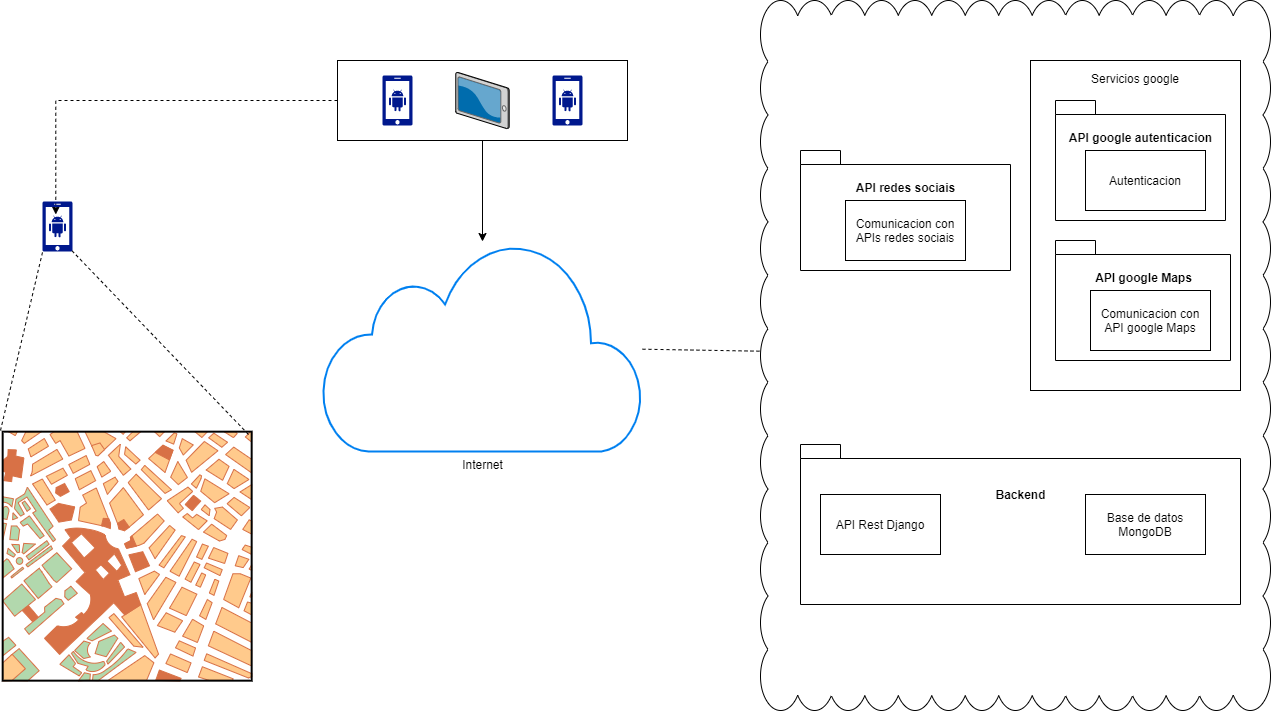 Servicios google
API google autenticacion
Autenticacion
API redes sociais
Comunicacion con
APIs redes sociais
API google Maps
Comunicacion con
API google Maps
Internet
Backend
API Rest Django
Base de datos
MongoDB